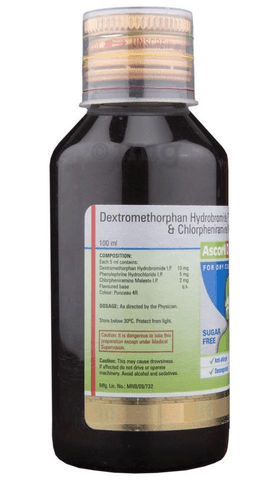 Dextromethorphan Hydrobromide,
& Chlorpheniramine
100 ml
COMPOSITION:
Each 5 ml contains:
Dextromethorphan Hydrobromide I.P. 10 mg
Phenylephrine Hydrochloride I.P. 5 mg
Chlorpheniramine Maleate I.P. 2 mg
Flavoured base
Colour: Ponceau 4R
DOSAGE: As directed by the Physician.
Store below 30°C. Protect from light.
Caution: It is dangerous to take this
preparation except under Medical
Supervision.
Caution: This may cause drowsiness.
If affected do not drive or operate
machinery. Avoid alcohol and sedatives.
Mfg. Lic. No.: MNB/09/732
Ascoril
FOR DRY
SUGAR
FREE